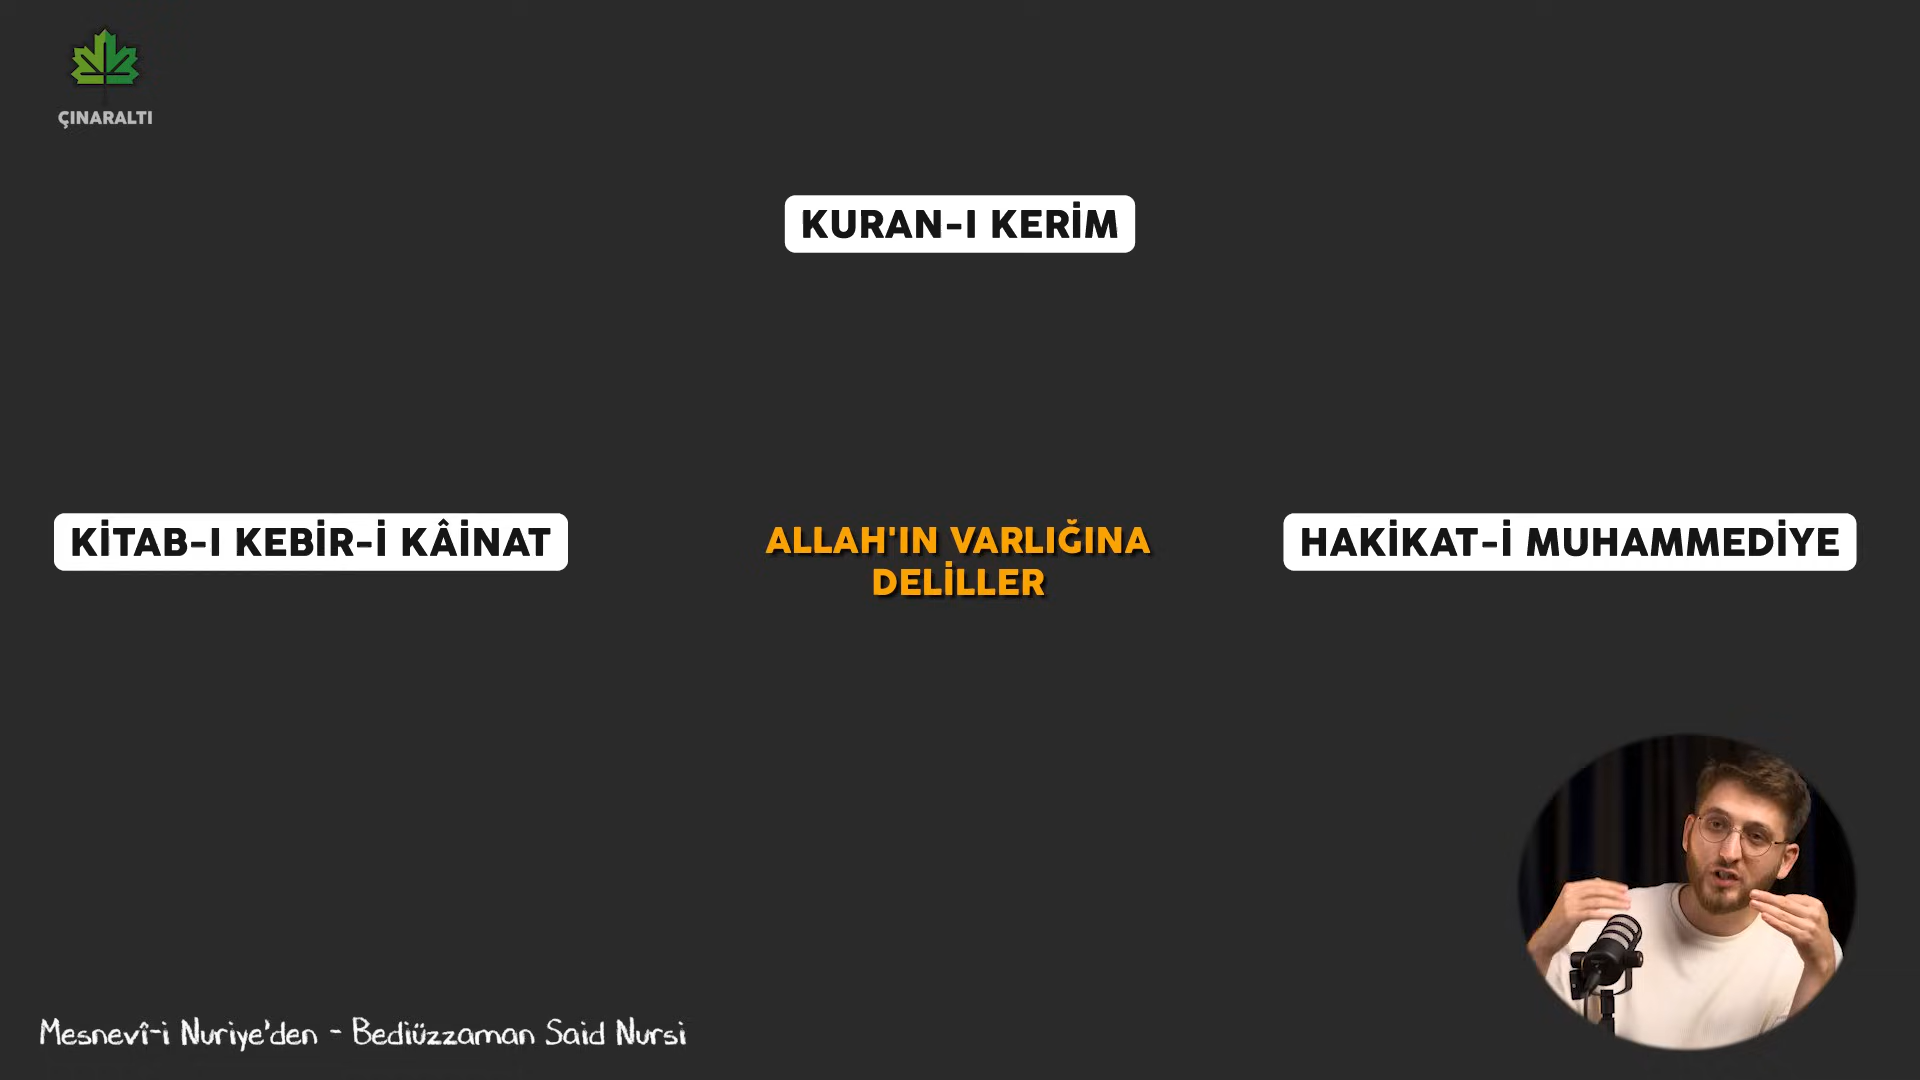 ÇINARALTI
KURAN-I KERİM
KİTAB-I KEBİR-İ KÂİNAT
ALLAH'IN VARLIĞINA
DELİLLER
HAKİKAT-İ MUHAMMEDİYE
Mesnevî-i Nuriye'den - Bediüzzaman Said Nursi